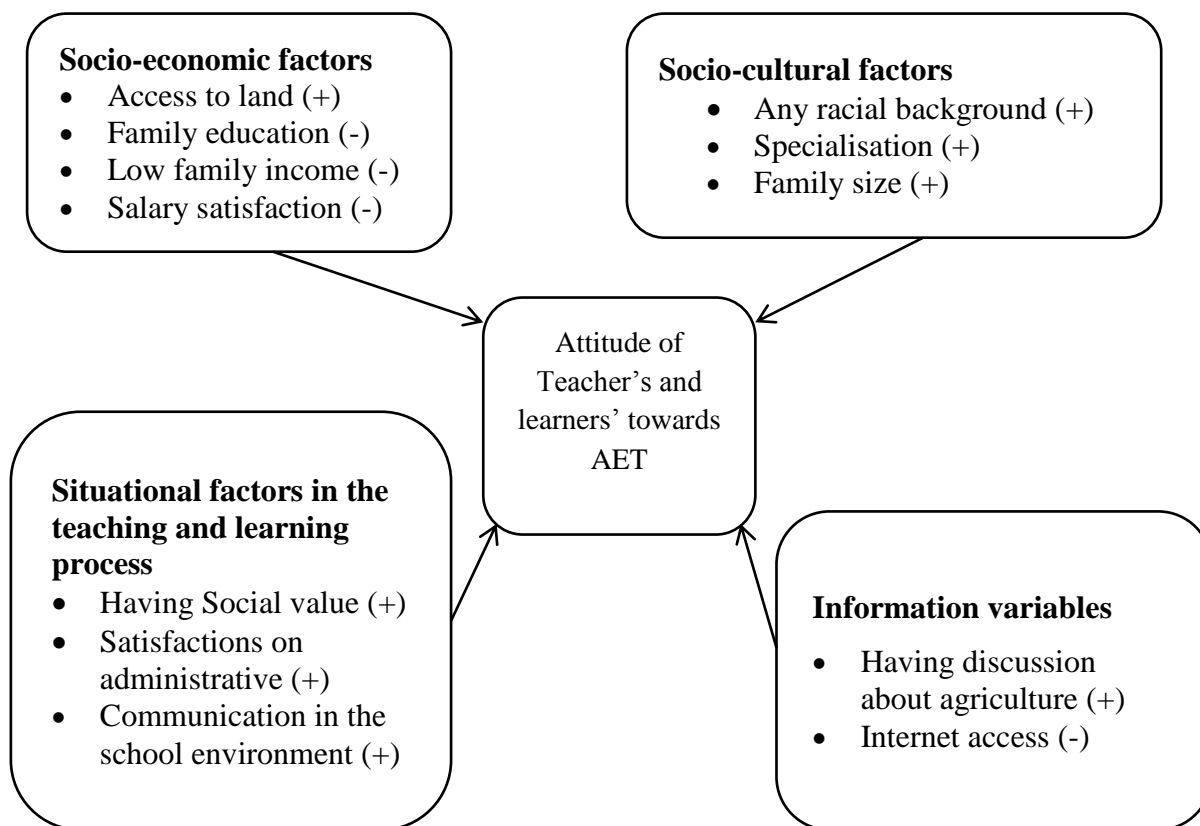 Socio-economic factors
• Access to land (+)
• Family education (-)
• Low family income (-)
• Salary satisfaction (-)
Socio-cultural factors
• Any racial background (+)
• Specialisation (+)
• Family size (+)
Attitude of
Teacher’s and
learners’ towards
AET
Situational factors in the
teaching and learning
process
• Having Social value (+)
• Satisfactions on
administrative (+)
• Communication in the
school environment (+)
Information variables
• Having discussion
about agriculture (+)
• Internet access (-)